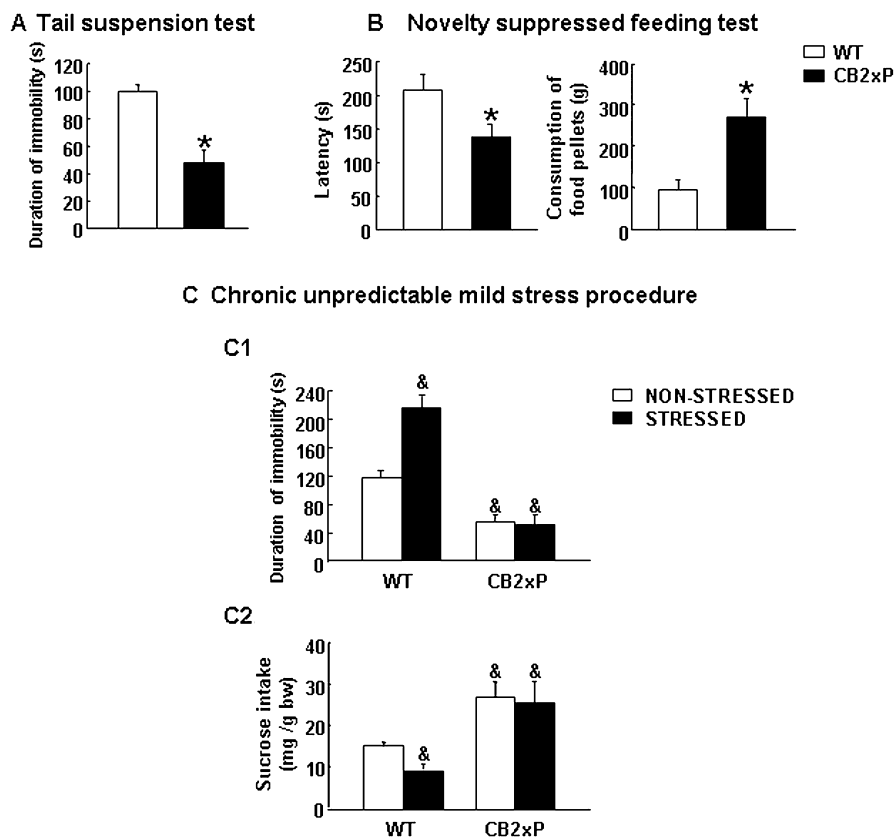 A Tail suspension test
Duration of immobility (s)
120
100
80
60
40
20
0
*
B Novelty suppressed feeding test
Latency (s)
250
200
150
100
50
0
*
Consumption of
food pellets (g)
400
300
200
100
0
*
WT
CB2xP
C Chronic unpredictable mild stress procedure
C1
Duration of immobility (s)
240
200
160
120
80
40
0
&
& &
WT CB2xP
NON-STRESSED
STRESSED
C2
Sucrose intake
(mg /g bw)
40
30
20
10
0
&
& &
WT CB2xP